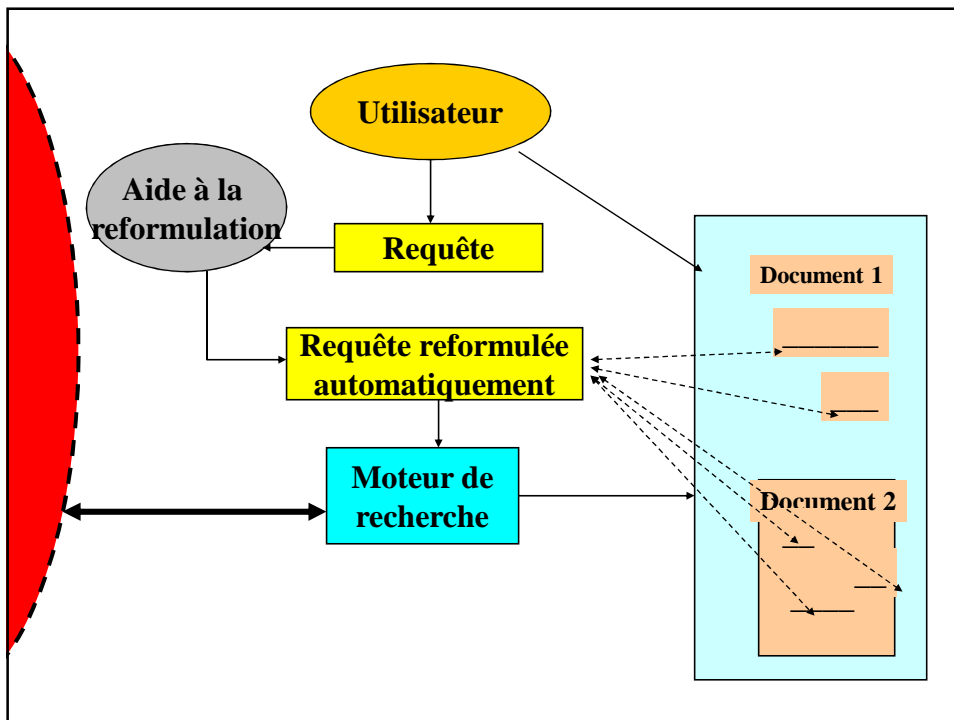 Utilisateur
Aide à la
reformulation
Requête
Document 1
Requête reformulée
automatiquement
Moteur de
recherche
Document 2